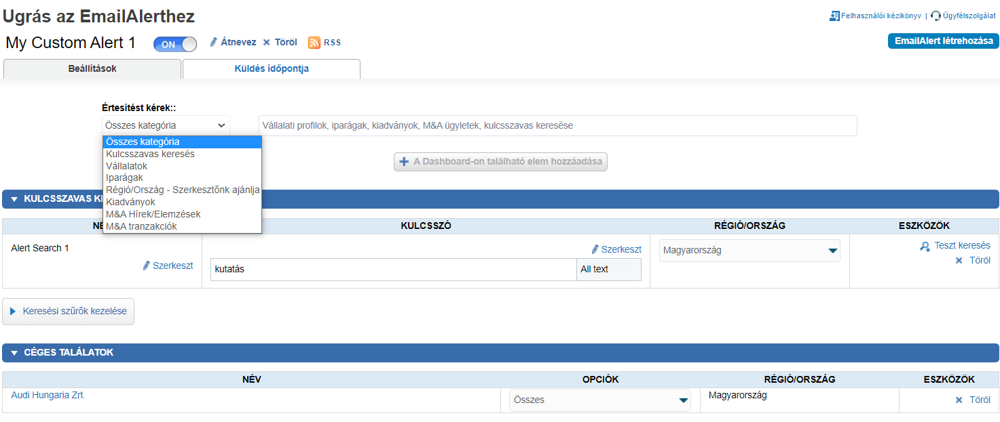 Ugrás az EmailAlerthez
Felhasználói kézikönyv | Ügyfélszolgálat
My Custom Alert 1 ON Átnevez Töröl RSS
EmailAlert létrehozása
Beállítások Küldés időpontja
Értesítést kérek::
Összes kategória
Vállalati profilok, iparágak, kiadványok, M&A ügyletek, kulcsszavas keresése
Összes kategória
Kulcsszavas keresés
Vállalatok
Iparágak
Régió/Ország - Szerkesztőnk ajánlja
Kiadványok
M&A Hírek/Elemzések
M&A tranzakciók
A Dashboard-on található elem hozzáadása
KULCSSZAVAS
KULCSSZÓ RÉGIÓ/ORSZÁG ESZKÖZÖK
Alert Search 1
Szerkeszt
Szerkeszt
kutatás All text
Magyarország
Teszt keresés
Töröl
Keresési szűrők kezelése
CÉGES TALÁLATOK
NÉV OPCIÓK RÉGIÓ/ORSZÁG ESZKÖZÖK
Audi Hungaria Zrt. Összes Magyarország Töröl